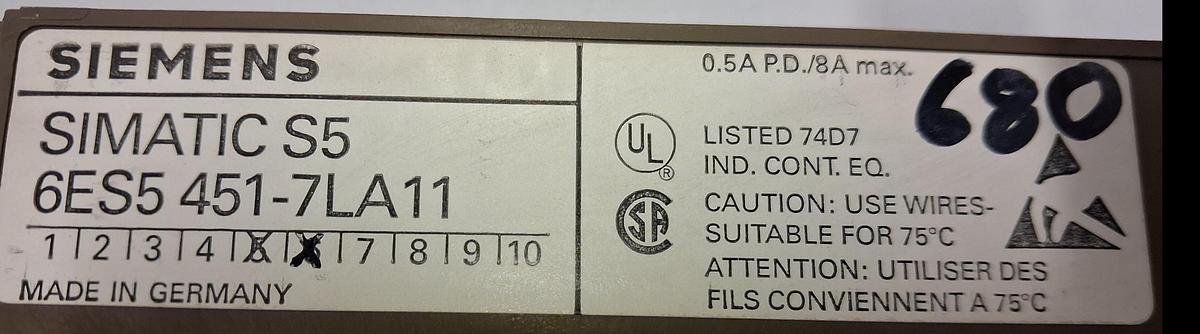 SIEMENS
SIMATIC S5
6ES5 451-7LA11
1 2 3 4 5 6 7 8 9 10
MADE IN GERMANY
0.5A P.D./8A max.
680
UL ®
LISTED 74D7
IND. CONT. EQ.
SA
CAUTION: USE WIRES-
SUITABLE FOR 75°C
ATTENTION: UTILISER DES
FILS CONVIENNENT A 75°C